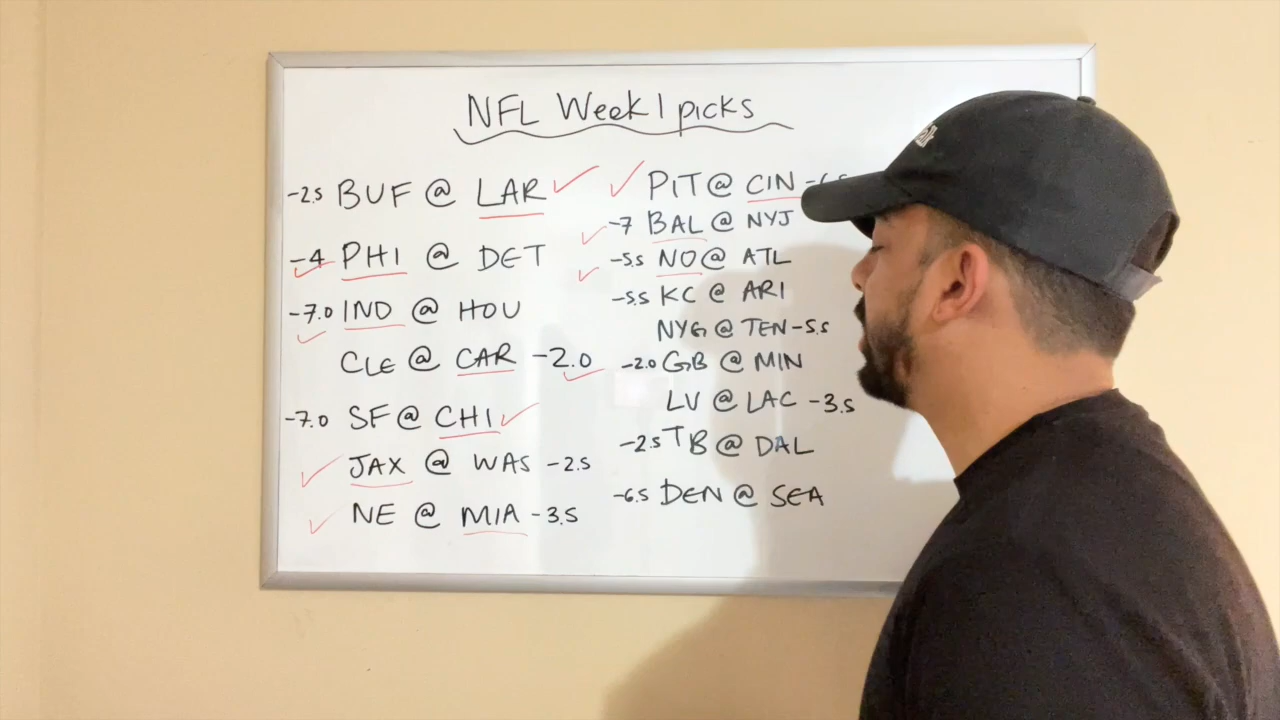 NFL Week 1 picks
-2.5 BUF @ LAR
-4 PHI @ DET
-7.0 IND @ HOU
CLE @ CAR -2.0
-7.0 SF @ CHI
JAX @ WAS -2.5
NE @ MIA -3.5
PIT @ CIN
-7 BAL @ NYJ
-5.5 NO @ ATL
-5.5 KC @ ARI
NYG @ TEN -5.5
-2.0 GB @ MIN
LV @ LAC -3.5
-2.5 TB @ DAL
-6.5 DEN @ SEA